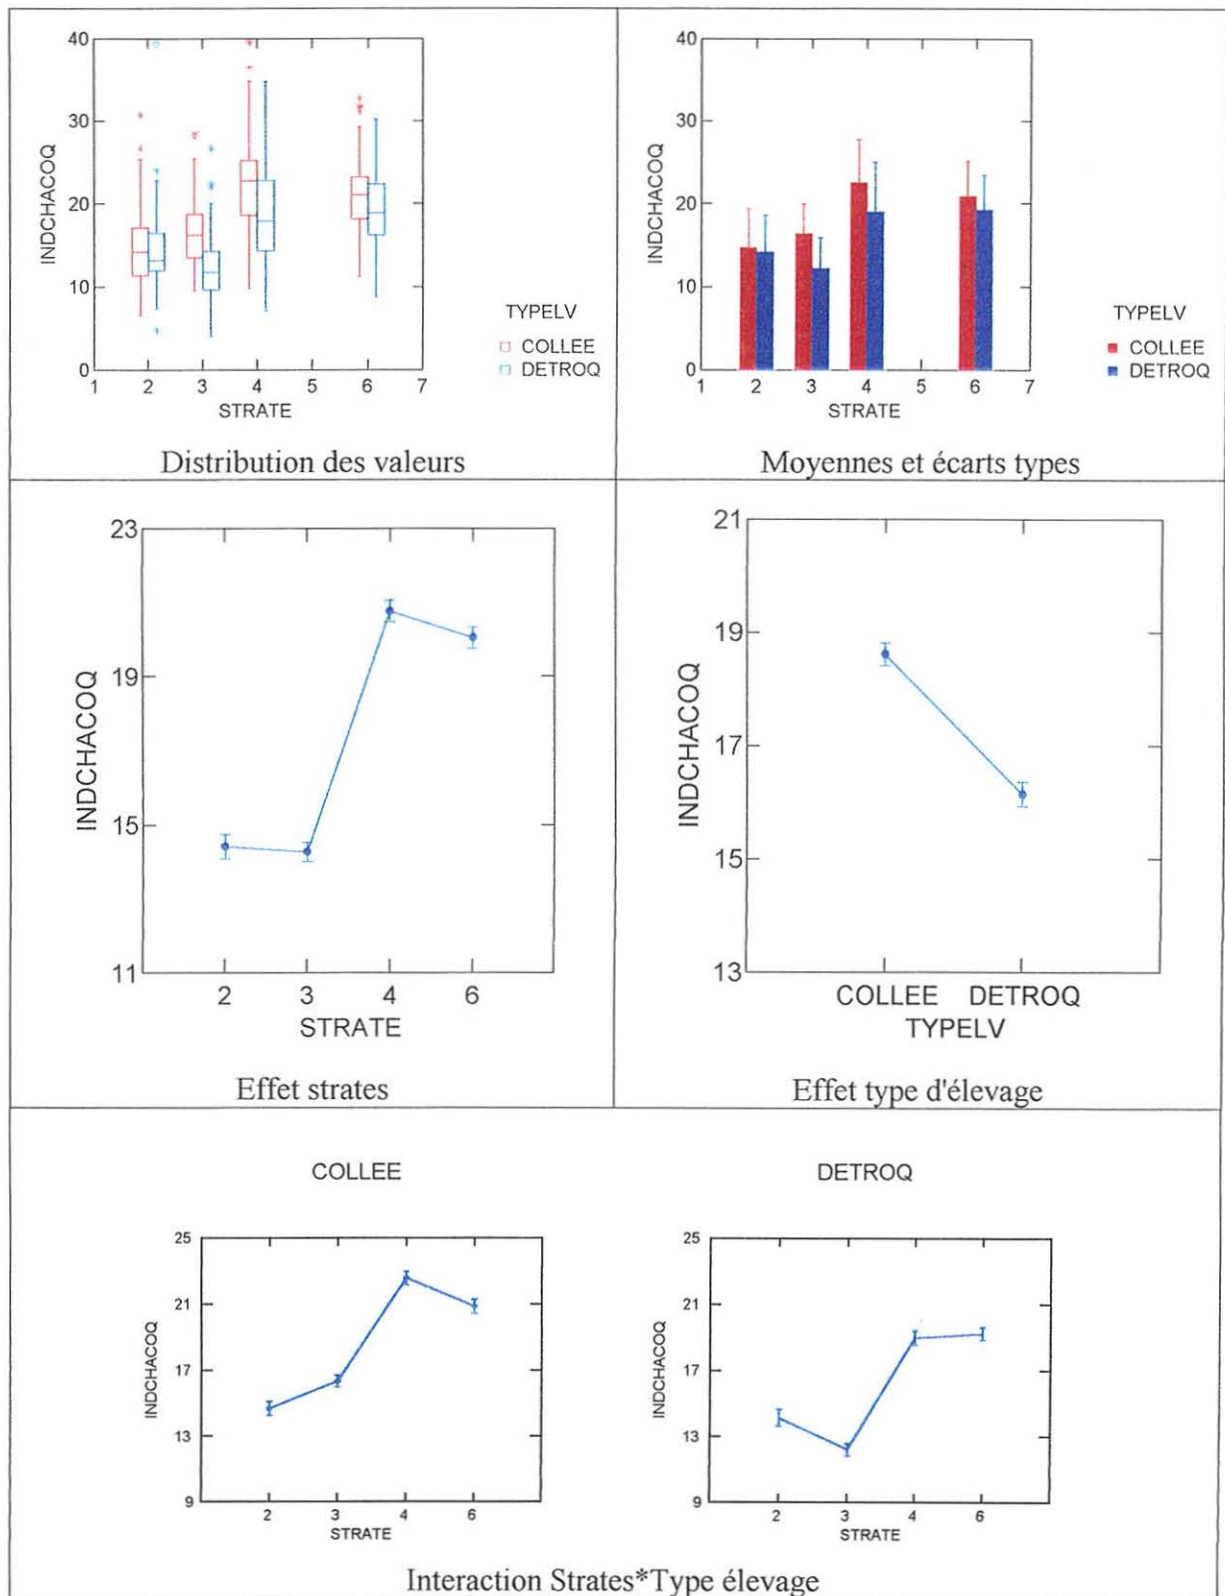 40
30
20
10
0
INDCHACOQ
1 2 3 4 5 6 7
STRATE
TYPELV
COLLEE
DETROQ
Distribution des valeurs
40
30
20
10
0
INDCHACOQ
1 2 3 4 5 6 7
STRATE
TYPELV
COLLEE
DETROQ
Moyennes et écarts types
23
19
15
11
INDCHACOQ
2 3 4 6
STRATE
Effet strates
21
19
17
15
13
INDCHACOQ
COLLEE DETROQ
TYPELV
Effet type d'élevage
COLLEE
25
21
17
13
9
INDCHACOQ
2 3 4 6
STRATE
DETROQ
25
21
17
13
9
INDCHACOQ
2 3 4 6
STRATE
Interaction Strates*Type élevage